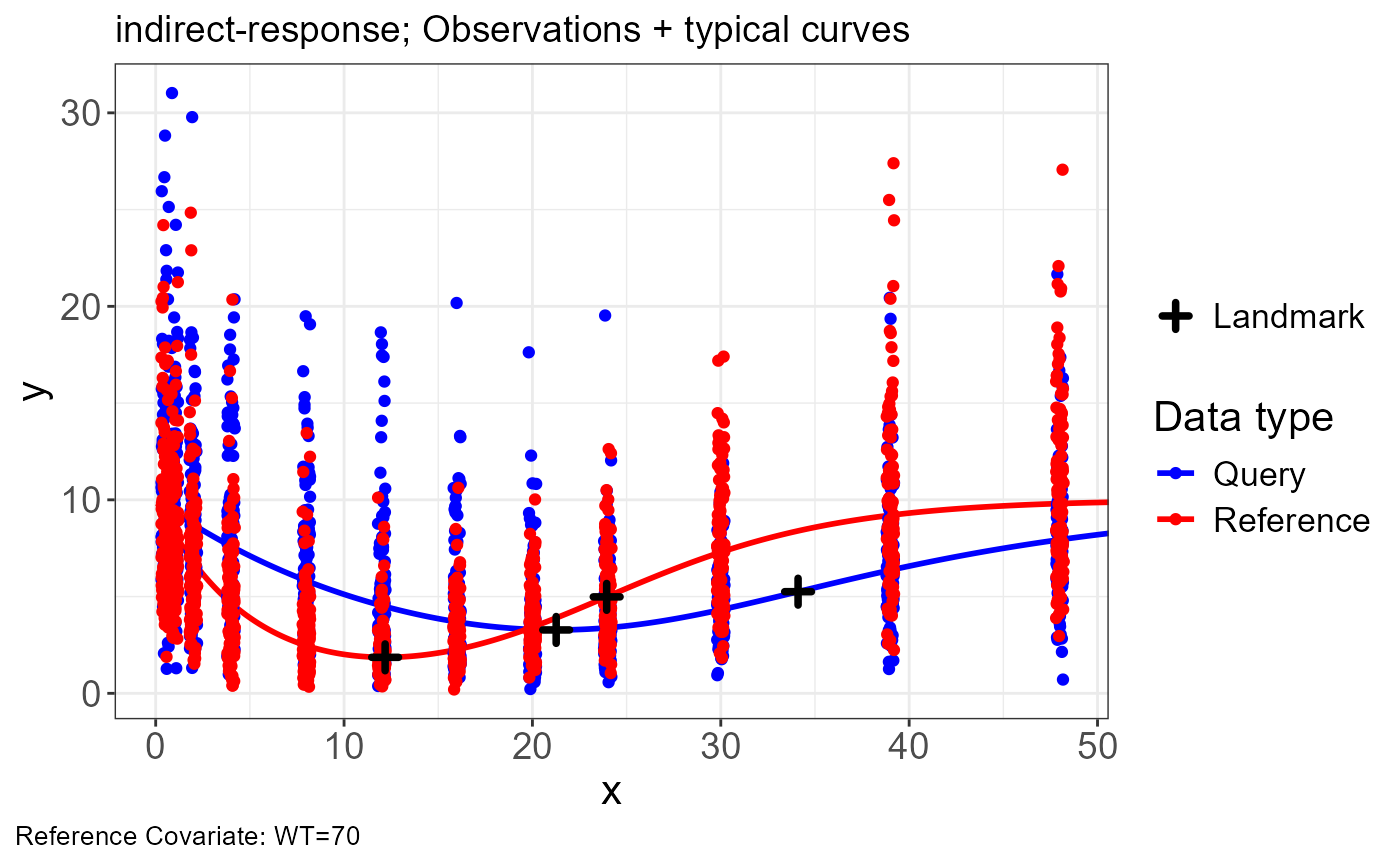 indirect-response; Observations + typical curves
30
20
10
0
y
0 10 20 30 40 50
x
Landmark
Data type
Query
Reference
Reference Covariate: WT=70